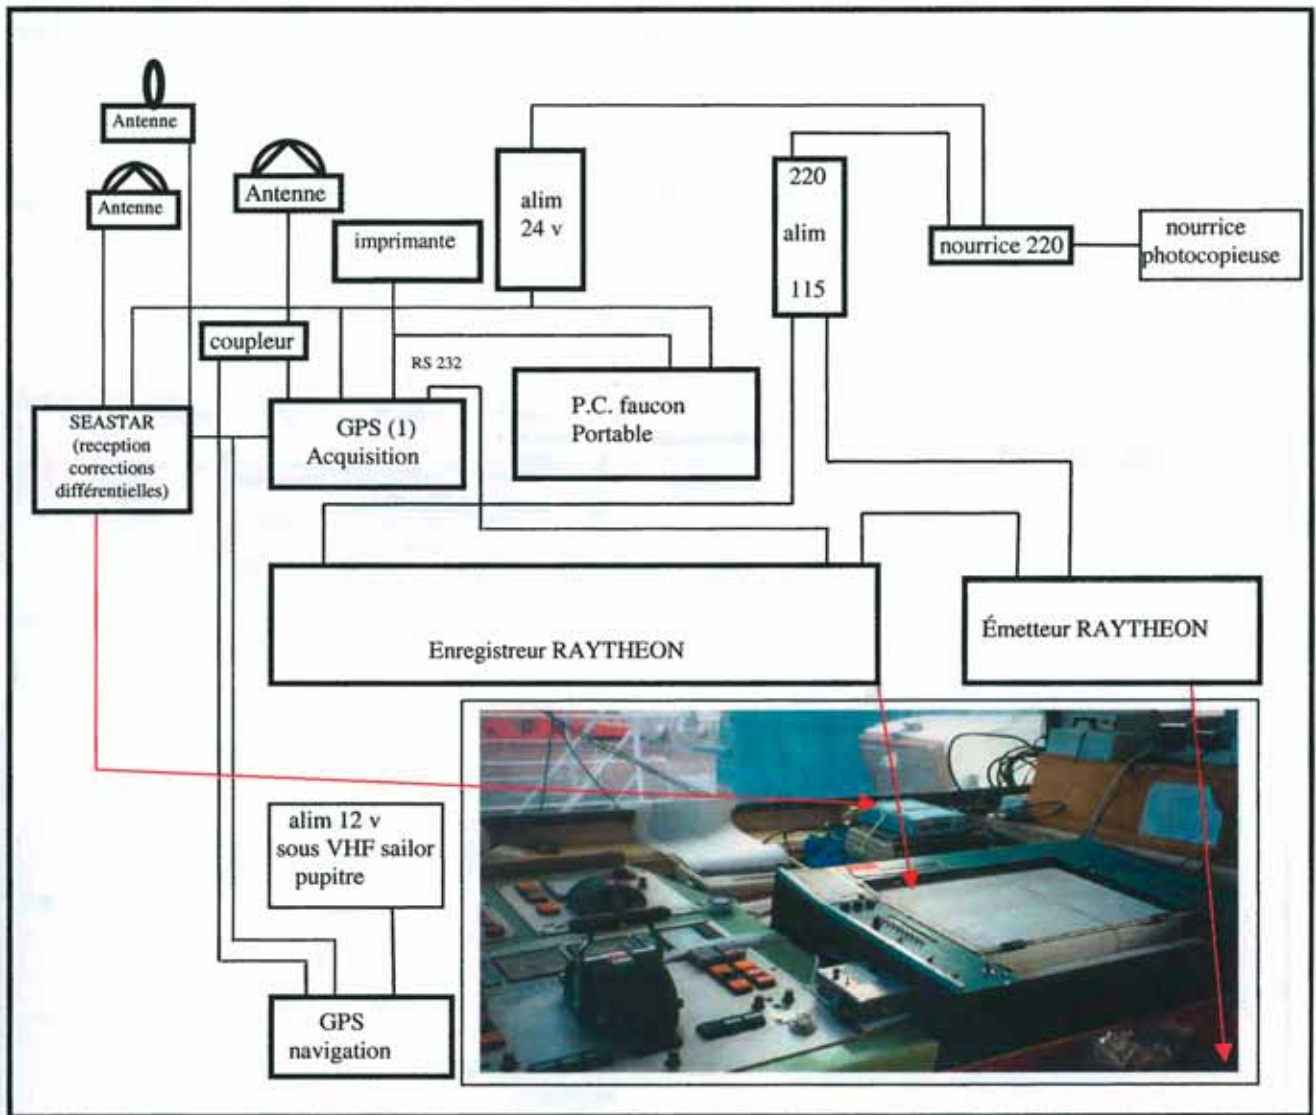 Antenne
Antenne
Antenne
imprimante
alim
24 v
220
alim
115
nourrice 220
nourrice
photocopieuse
coupleur
RS 232
SEASTAR
(reception
corrections
différentielles)
GPS (1)
Acquisition
P.C. faucon
Portable
Enregistreur RAYTHEON
Émetteur RAYTHEON
alim 12 v
sous VHF sailor
pupitre
GPS
navigation